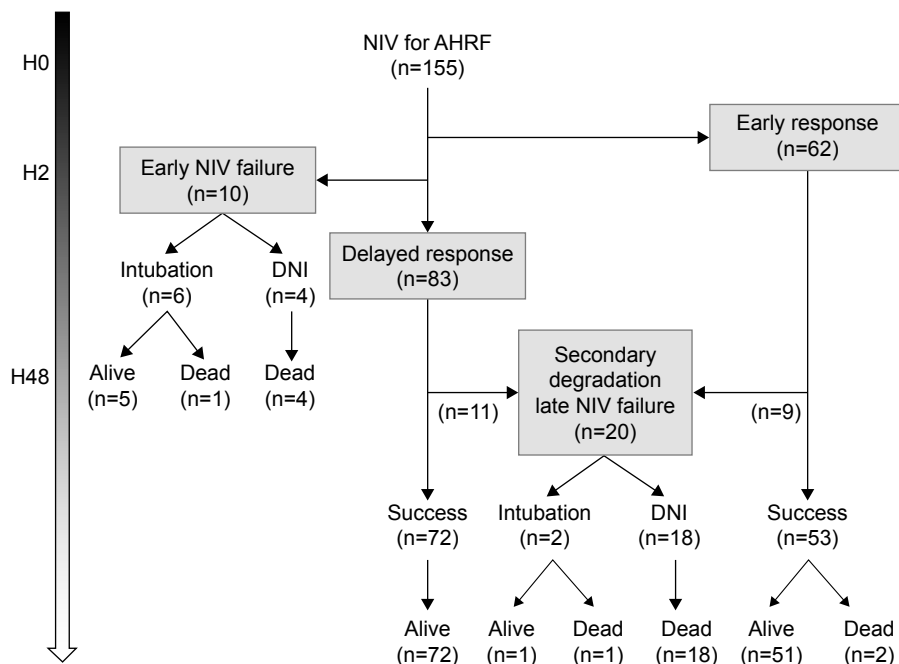 H0
NIV for AHRF
(n=155)
Early response
(n=62)
H2
Early NIV failure
(n=10)
Delayed response
(n=83)
Intubation
(n=6)
DNI
(n=4)
H48
Alive
(n=5)
Dead
(n=1)
Dead
(n=4)
Secondary
degradation
late NIV failure
(n=20)
(n=11)
(n=9)
Success
(n=72)
Intubation
(n=2)
DNI
(n=18)
Success
(n=53)
Alive
(n=72)
Alive
(n=1)
Dead
(n=1)
Dead
(n=18)
Alive
(n=51)
Dead
(n=2)